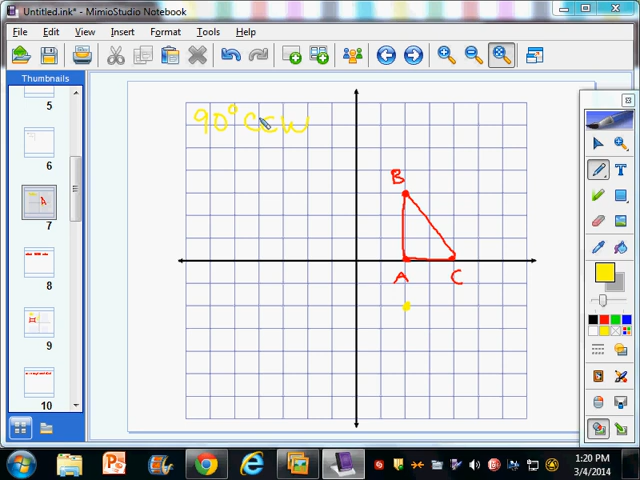 Untitled.ink* - MimioStudio Notebook
File Edit View Insert Format Tools Help
Thumbnails
5
6
7
8
9
10
90° CCW
B
A
C
T
1:20 PM
3/4/2014